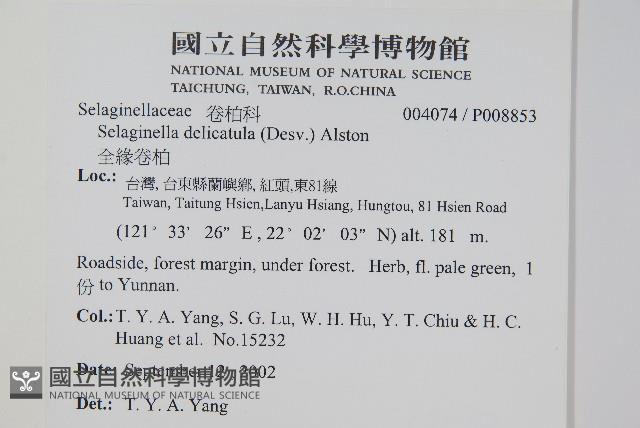 國立自然科學博物館
NATIONAL MUSEUM OF NATURAL SCIENCE
TAICHUNG, TAIWAN, R.O.CHINA
Selaginellaceae 卷柏科 004074 / P008853
Selaginella delicatula (Desv.) Alston
全緣卷柏
Loc.: 台灣, 台東縣蘭嶼鄉, 紅頭,東81線
Taiwan, Taitung Hsien,Lanyu Hsiang, Hungtou, 81 Hsien Road
(121° 33' 26" E , 22° 02' 03" N) alt. 181 m.
Roadside, forest margin, under forest. Herb, fl. pale green, 1
份 to Yunnan.
Col.: T. Y. A. Yang, S. G. Lu, W. H. Hu, Y. T. Chiu & H. C.
Huang et al. No.15232
Date: September 12, 2002
國立自然科學博物館
NATIONAL MUSEUM OF NATURAL SCIENCE
Det.: T. Y. A. Yang